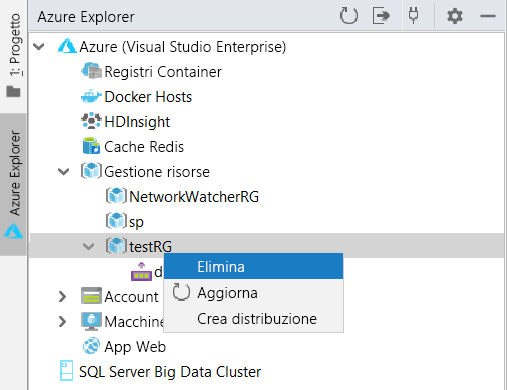 Azure Explorer
1: Progetto
Azure Explorer
Azure (Visual Studio Enterprise)
Registri Container
Docker Hosts
HDInsight
Cache Redis
Gestione risorse
NetworkWatcherRG
sp
testRG
d
Elimina
Account
Aggiorna
Macchine
Crea distribuzione
App Web
SQL Server Big Data Cluster